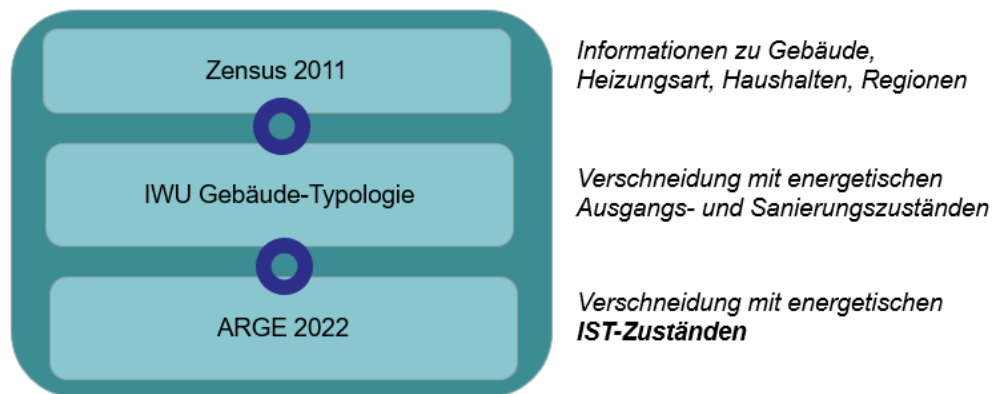 Zensus 2011
Informationen zu Gebäude,
Heizungsart, Haushalten, Regionen
IWU Gebäude-Typologie
Verschneidung mit energetischen
Ausgangs- und Sanierungszuständen
ARGE 2022
Verschneidung mit energetischen
IST-Zuständen